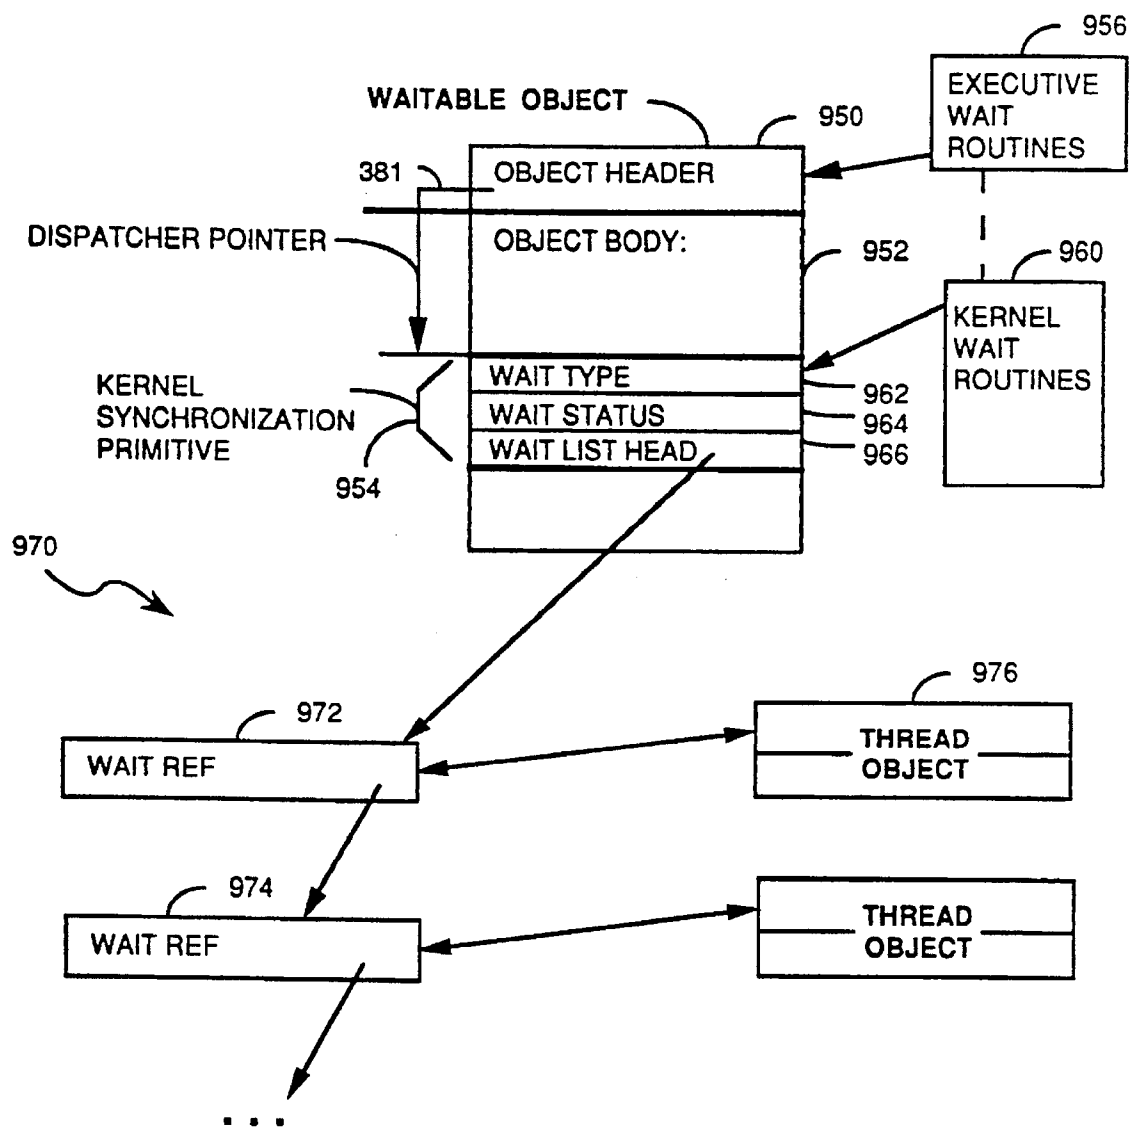 956
EXECUTIVE
WAIT
ROUTINES
WAITABLE OBJECT
950
381
OBJECT HEADER
DISPATCHER POINTER
OBJECT BODY:
952
960
KERNEL
WAIT
ROUTINES
WAIT TYPE
962
KERNEL
SYNCHRONIZATION
PRIMITIVE
WAIT STATUS
964
WAIT LIST HEAD
966
954
970
972
976
WAIT REF
THREAD
OBJECT
974
WAIT REF
THREAD
OBJECT
. . .